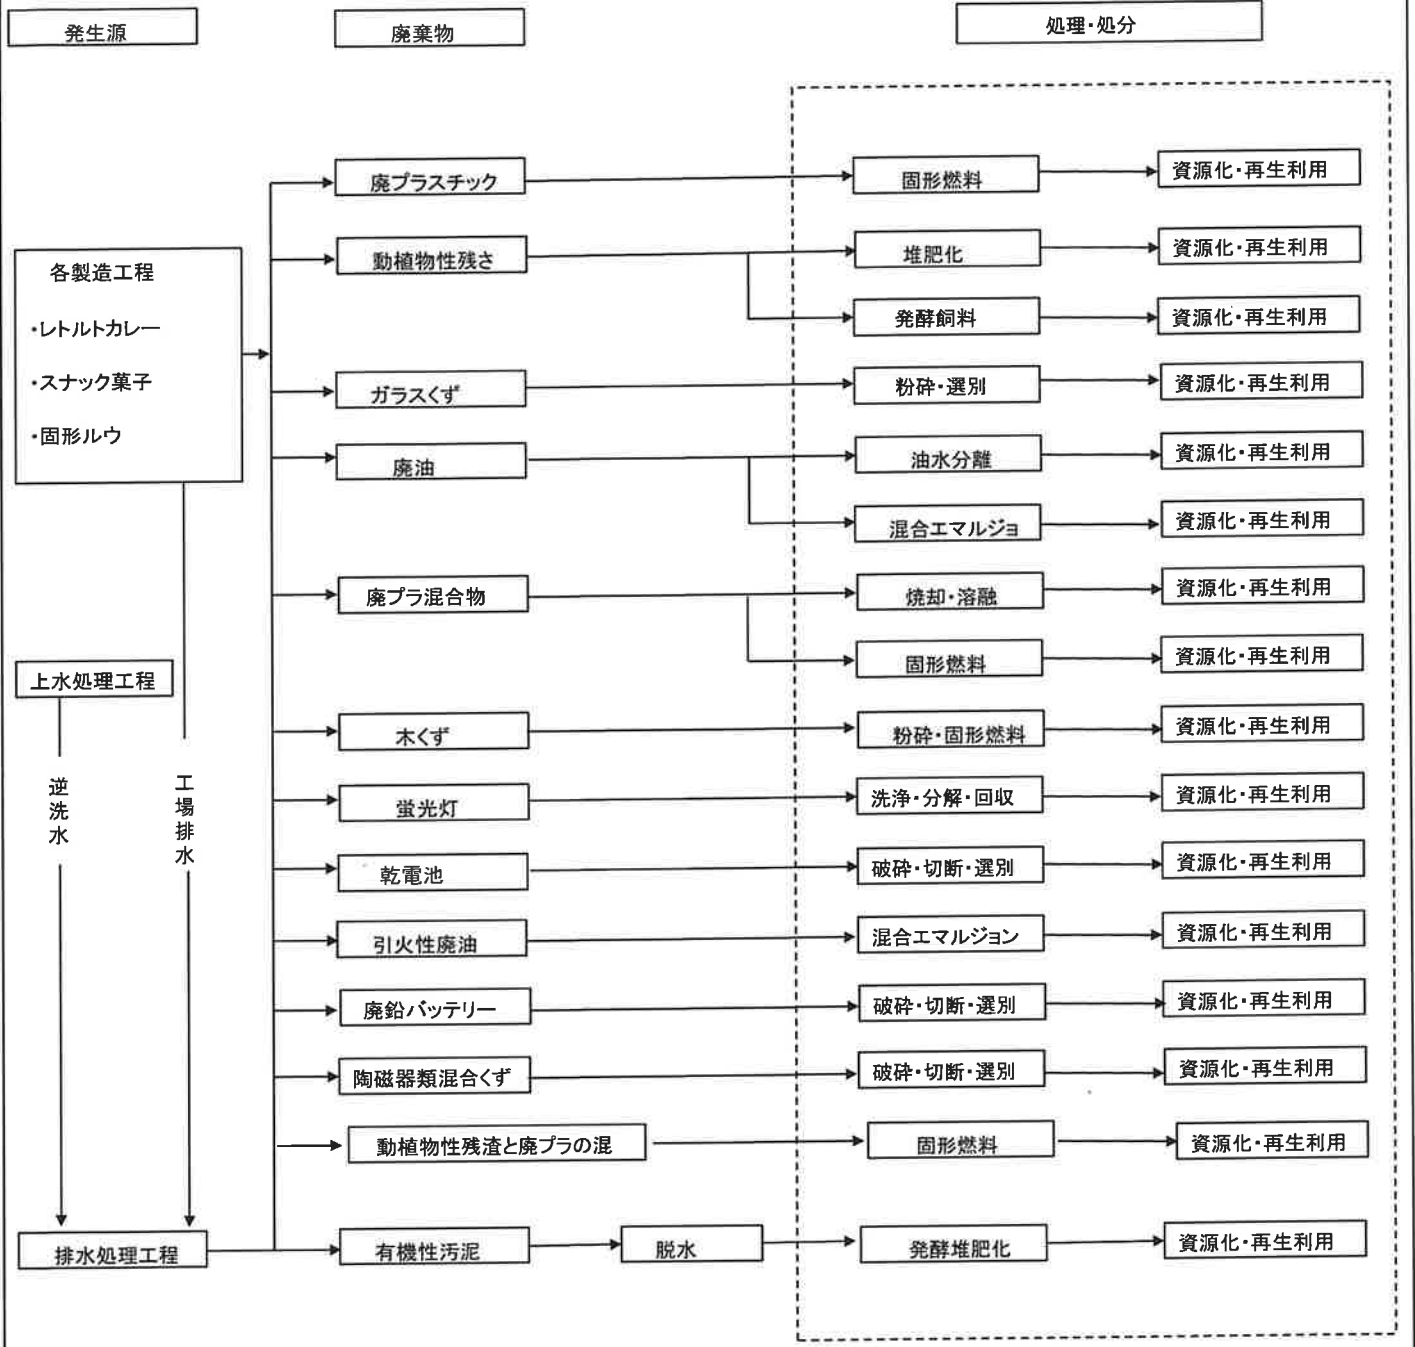 発生源
廃棄物
処理・処分
各製造工程
・レトルトカレー
・スナック菓子
・固形ルウ
上水処理工程
逆洗水
工場排水
排水処理工程
廃プラスチック
固形燃料
資源化・再生利用
動植物性残さ
堆肥化
資源化・再生利用
発酵飼料
資源化・再生利用
ガラスくず
粉砕・選別
資源化・再生利用
廃油
油水分離
資源化・再生利用
混合エマルジョ
資源化・再生利用
廃プラ混合物
焼却・溶融
資源化・再生利用
固形燃料
資源化・再生利用
木くず
粉砕・固形燃料
資源化・再生利用
蛍光灯
洗浄・分解・回収
資源化・再生利用
乾電池
破砕・切断・選別
資源化・再生利用
引火性廃油
混合エマルジョン
資源化・再生利用
廃鉛バッテリー
破砕・切断・選別
資源化・再生利用
陶磁器類混合くず
破砕・切断・選別
資源化・再生利用
動植物性残渣と廃プラの混
固形燃料
資源化・再生利用
有機性汚泥
脱水
発酵堆肥化
資源化・再生利用